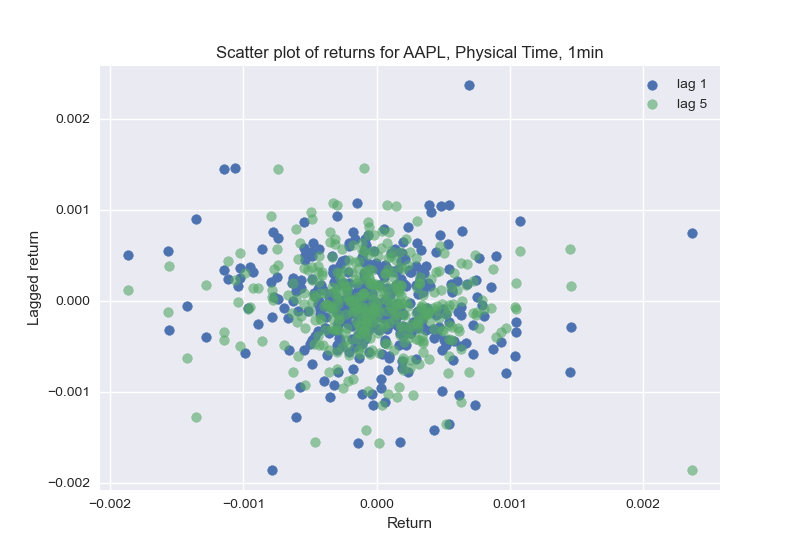 Scatter plot of returns for AAPL, Physical Time, 1min
lag 1
lag 5
0.002
0.001
0.000
−0.001
−0.002
Lagged return
−0.002
−0.001
0.000
0.001
0.002
Return